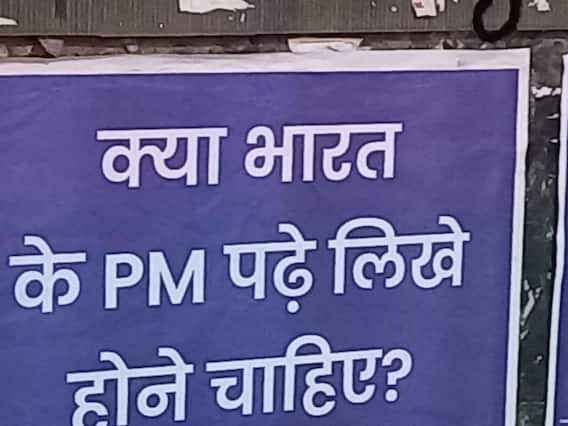 क्या भारत
के PM पढ़े लिखे
होने चाहिए?